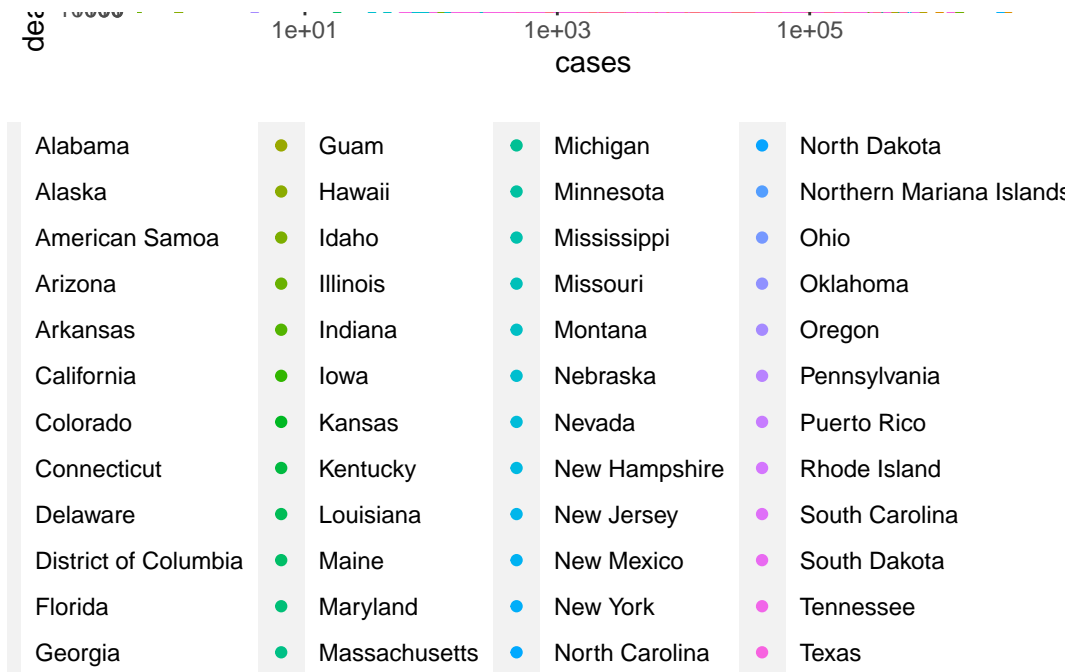 1e+01 1e+03 1e+05
cases
Alabama Guam Michigan North Dakota
Alaska Hawaii Minnesota Northern Mariana Islands
American Samoa Idaho Mississippi Ohio
Arizona Illinois Missouri Oklahoma
Arkansas Indiana Montana Oregon
California Iowa Nebraska Pennsylvania
Colorado Kansas Nevada Puerto Rico
Connecticut Kentucky New Hampshire Rhode Island
Delaware Louisiana New Jersey South Carolina
District of Columbia Maine New Mexico South Dakota
Florida Maryland New York Tennessee
Georgia Massachusetts North Carolina Texas